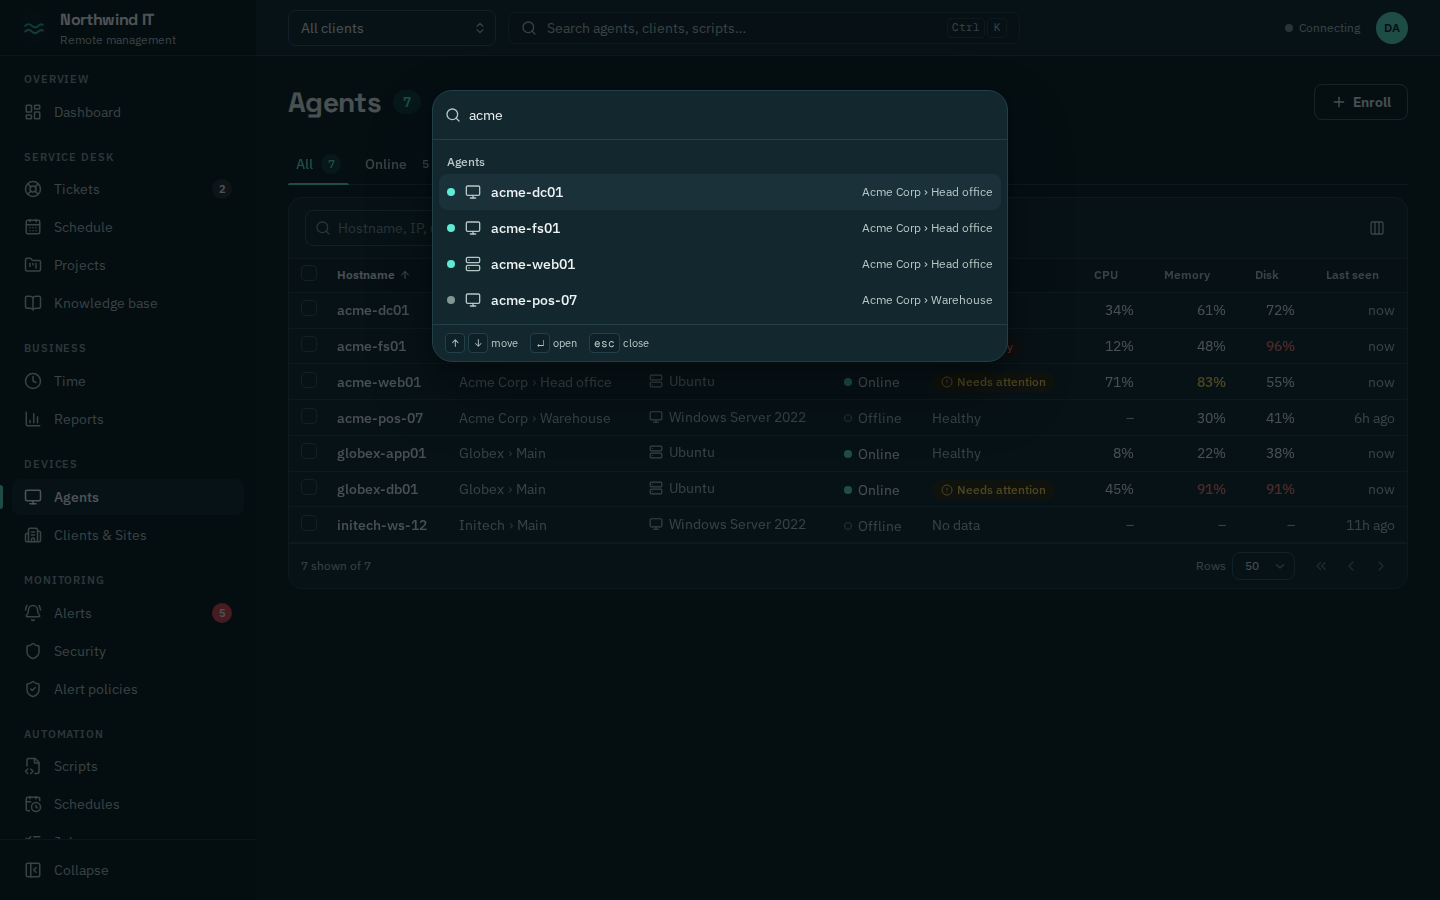 Northwind IT
Remote management
All clients
Search agents, clients, scripts...
Ctrl K
Connecting
DA
OVERVIEW
Dashboard
SERVICE DESK
Tickets 2
Schedule
Projects
Knowledge base
BUSINESS
Time
Reports
DEVICES
Agents
Clients & Sites
MONITORING
Alerts 5
Security
Alert policies
AUTOMATION
Scripts
Schedules
Collapse
Agents 7
Enroll
All 7 Online 5
Hostname, IP,
acme
Agents
acme-dc01 Acme Corp › Head office
acme-fs01 Acme Corp › Head office
acme-web01 Acme Corp › Head office
acme-pos-07 Acme Corp › Warehouse
↑ ↓ move ↵ open esc close
Hostname ↑ CPU Memory Disk Last seen
acme-dc01 34% 61% 72% now
acme-fs01 12% 48% 96% now
acme-web01 Acme Corp › Head office Ubuntu Online Needs attention 71% 83% 55% now
acme-pos-07 Acme Corp › Warehouse Windows Server 2022 Offline Healthy – 30% 41% 6h ago
globex-app01 Globex › Main Ubuntu Online Healthy 8% 22% 38% now
globex-db01 Globex › Main Ubuntu Online Needs attention 45% 91% 91% now
initech-ws-12 Initech › Main Windows Server 2022 Offline No data – – – 11h ago
7 shown of 7
Rows 50